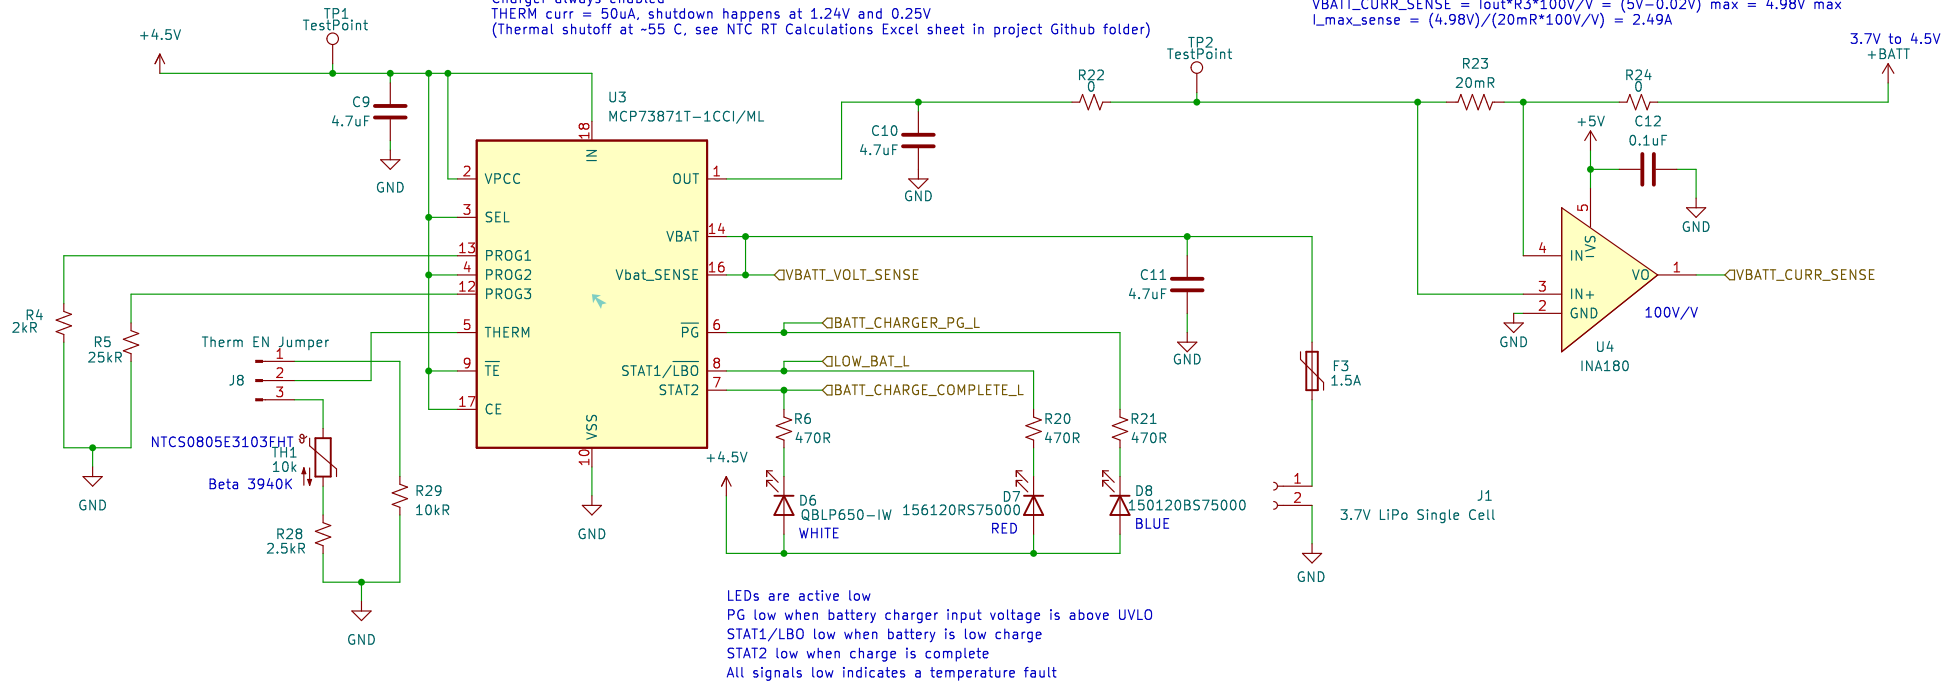 Charger always enabled
THERM curr = 50uA, shutdown happens at 1.24V and 0.25V
(Thermal shutoff at ~55 C, see NTC RT Calculations Excel sheet in project Github folder)
VBATT_CURR_SENSE = Iout*R3*100V/V = (5V-0.02V) max = 4.98V max
I_max_sense = (4.98V)/(20mR*100V/V) = 2.49A
+4.5V
TP1
TestPoint
C9
4.7uF
GND
U3
MCP73871T-1CCI/ML
18
IN
2
VPCC
3
SEL
13
PROG1
4
PROG2
12
PROG3
5
THERM
9
TE
17
CE
VSS
10
GND
OUT
1
VBAT
14
Vbat_SENSE
16
PG
6
STAT1/LBO
8
STAT2
7
C10
4.7uF
GND
R22
0
TP2
TestPoint
R23
20mR
R24
0
3.7V to 4.5V
+BATT
+5V
C12
0.1uF
GND
5
VS
4
IN-
3
IN+
2
GND
VO
1
VBATT_CURR_SENSE
100V/V
U4
INA180
GND
VBATT_VOLT_SENSE
C11
4.7uF
GND
BATT_CHARGER_PG_L
LOW_BAT_L
BATT_CHARGE_COMPLETE_L
F3
1.5A
R4
2kR
R5
25kR
GND
Therm EN Jumper
J8
1
2
3
NTCS0805E3103FHT
TH1
10k
Beta 3940K
R28
2.5kR
R29
10kR
GND
+4.5V
R6
470R
R20
470R
R21
470R
D6
QBLP650-IW
WHITE
D7
156120RS75000
RED
D8
150120BS75000
BLUE
1
2
J1
3.7V LiPo Single Cell
GND
LEDs are active low
PG low when battery charger input voltage is above UVLO
STAT1/LBO low when battery is low charge
STAT2 low when charge is complete
All signals low indicates a temperature fault